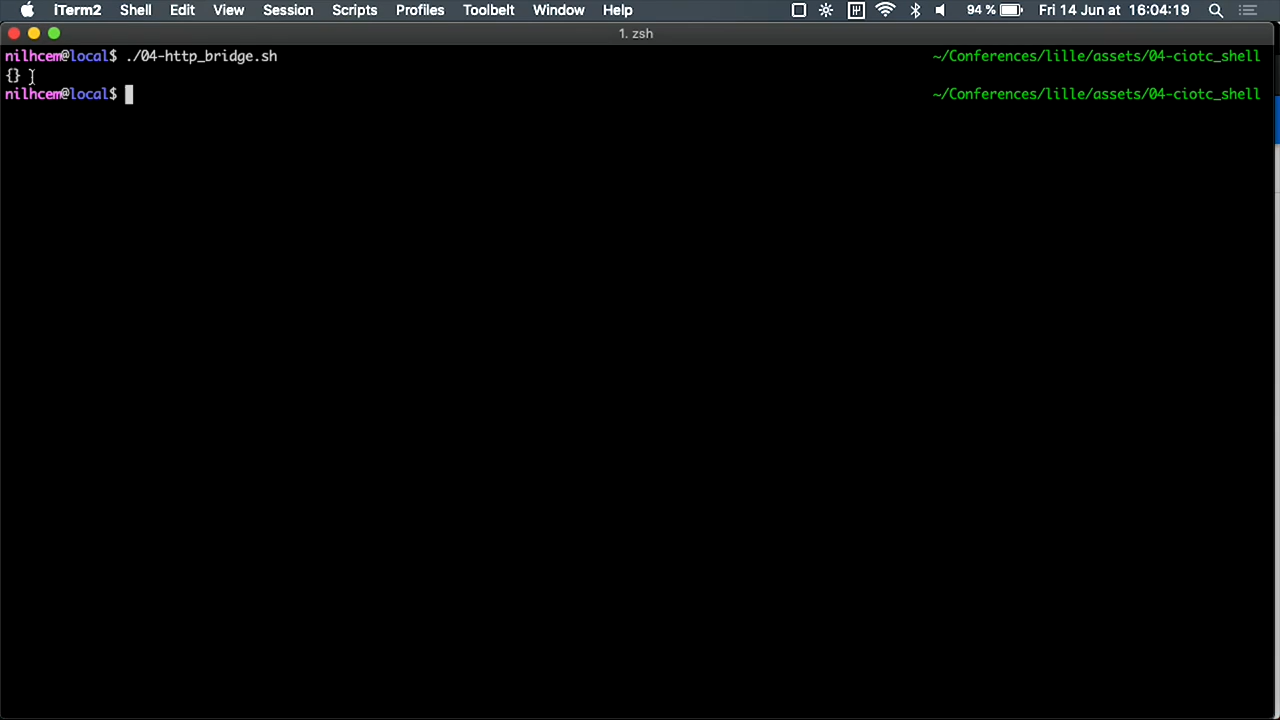 iTerm2 Shell Edit View Session Scripts Profiles Toolbelt Window Help 94 % Fri 14 Jun at 16:04:19
1. zsh
nilhcem@local$ ./04-http_bridge.sh ~/Conferences/lille/assets/04-ciotc_shell
{}
nilhcem@local$ ~/Conferences/lille/assets/04-ciotc_shell